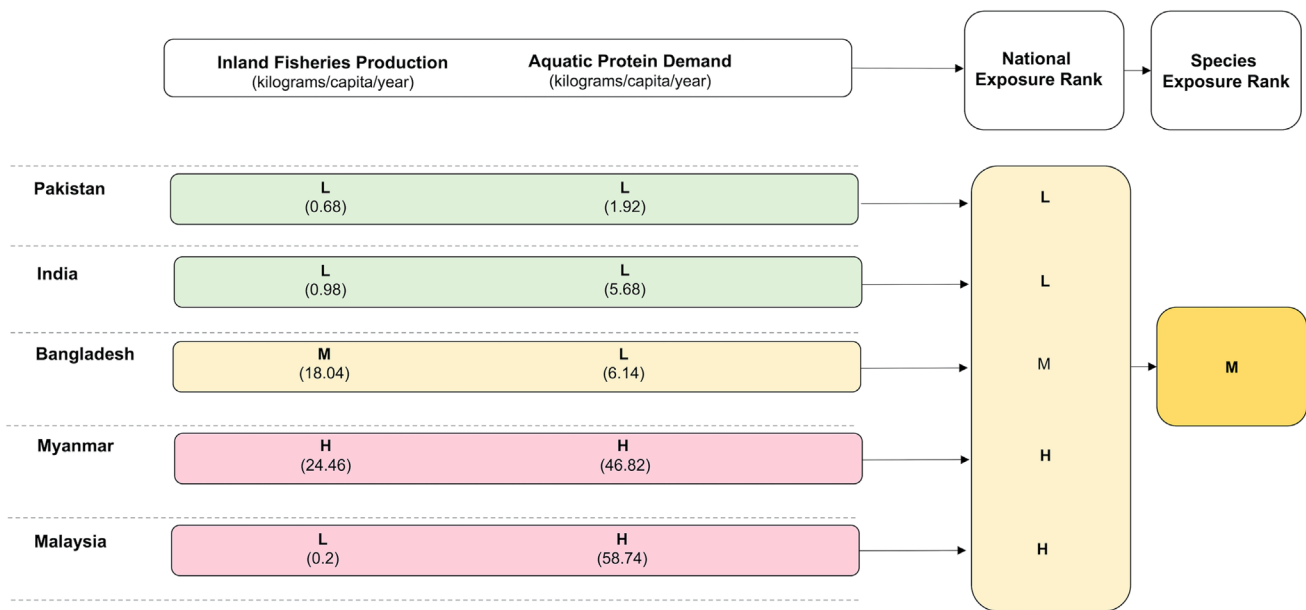 Inland Fisheries Production
(kilograms/capita/year)
Aquatic Protein Demand
(kilograms/capita/year)
National
Exposure Rank
Species
Exposure Rank
Pakistan
L
(0.68)
L
(1.92)
L
India
L
(0.98)
L
(5.68)
L
Bangladesh
M
(18.04)
L
(6.14)
M
M
Myanmar
H
(24.46)
H
(46.82)
H
Malaysia
L
(0.2)
H
(58.74)
H